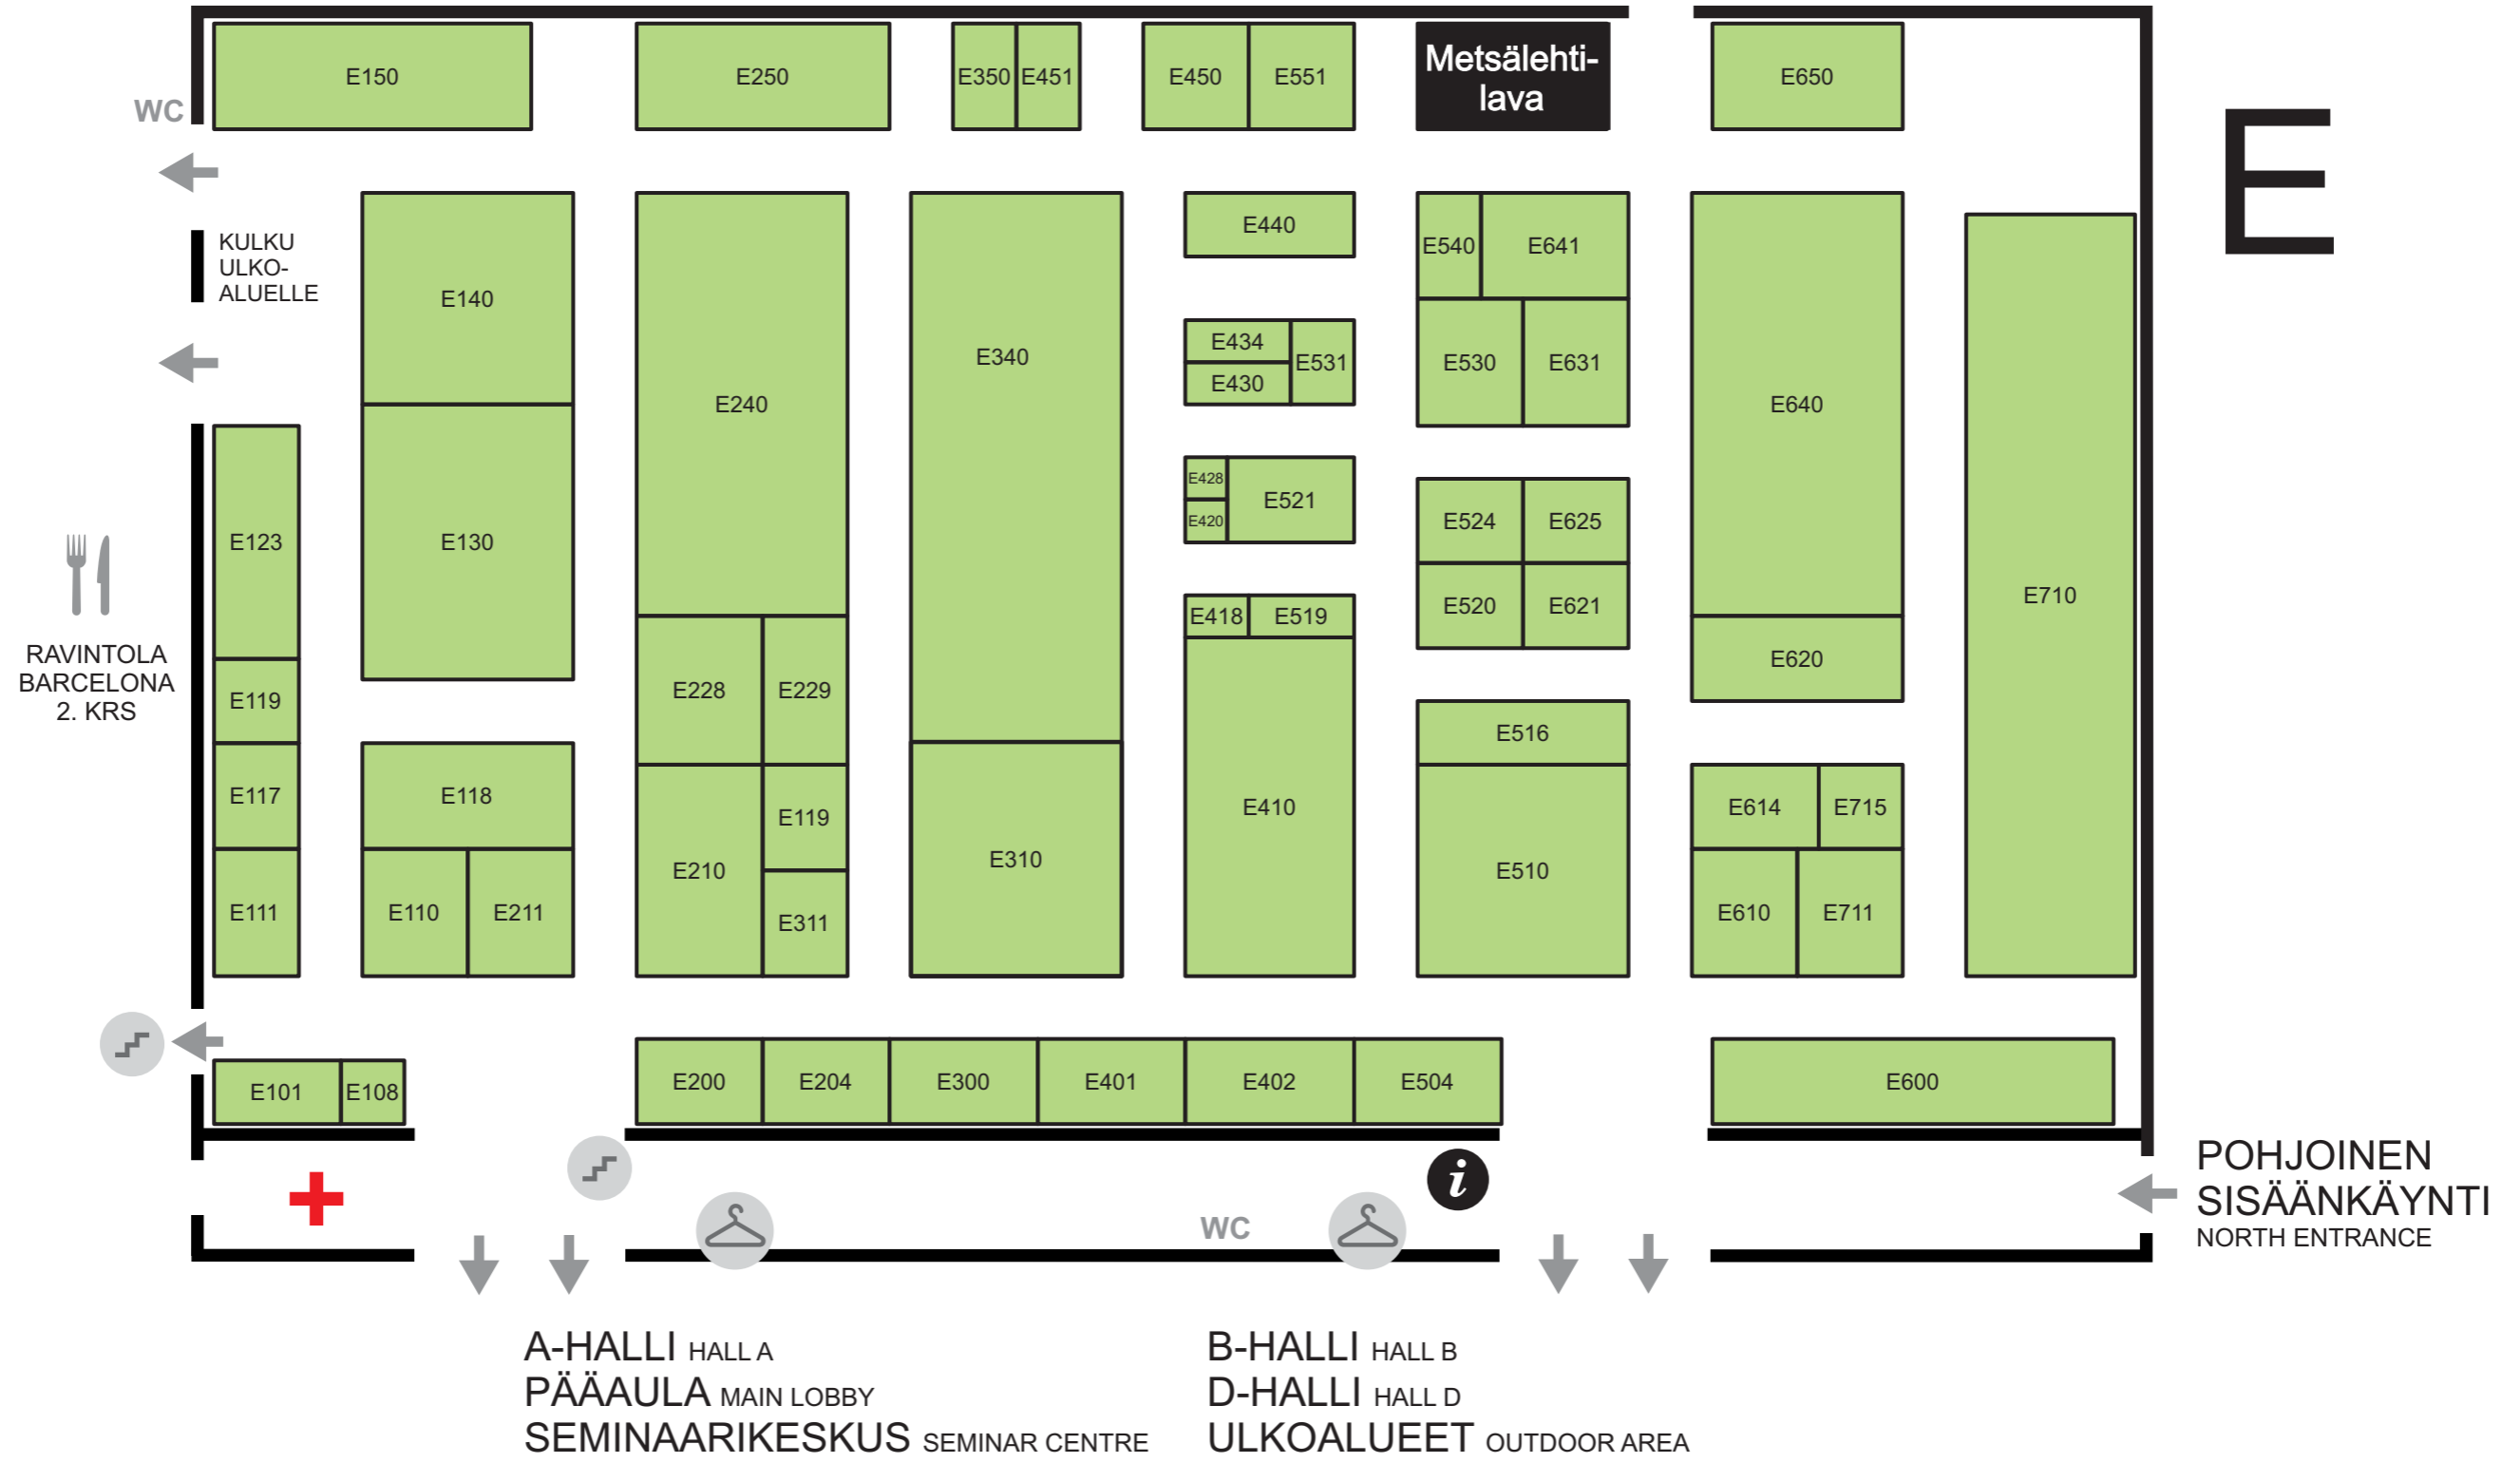 E150
E250
E350
E451
E450
E551
Metsälehti-
lava
E650
E
WC
KULKU
ULKO-
ALUELLE
E140
E240
E340
E440
E540
E641
E640
E710
E434
E430
E531
E530
E631
E123
E130
E428
E420
E521
E524
E625
E520
E621
E418
E519
E620
RAVINTOLA
BARCELONA
2. KRS
E119
E228
E229
E516
E117
E118
E119
E410
E614
E715
E310
E210
E510
E111
E110
E211
E311
E610
E711
E101
E108
E200
E204
E300
E401
E402
E504
E600
i
WC
POHJOINEN
SISÄÄNKÄYNTI
NORTH ENTRANCE
A-HALLI HALL A
PÄÄAULA MAIN LOBBY
SEMINAARIKESKUS SEMINAR CENTRE
B-HALLI HALL B
D-HALLI HALL D
ULKOALUEET OUTDOOR AREA